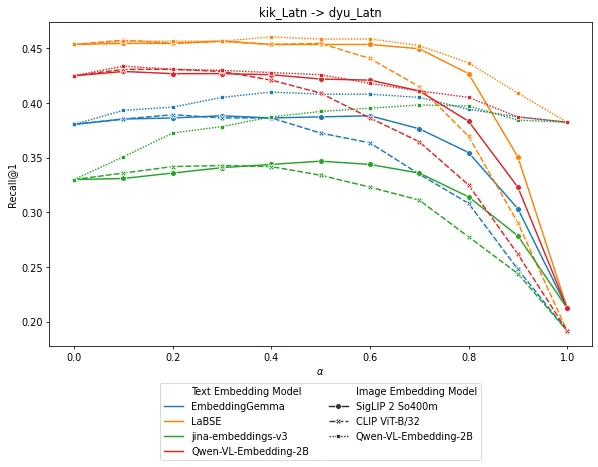 kik_Latn -> dyu_Latn
Recall@1
0.45
0.40
0.35
0.30
0.25
0.20
0.0 0.2 0.4 0.6 0.8 1.0
α
Text Embedding Model
EmbeddingGemma
LaBSE
jina-embeddings-v3
Qwen-VL-Embedding-2B
Image Embedding Model
SigLIP 2 So400m
CLIP ViT-B/32
Qwen-VL-Embedding-2B